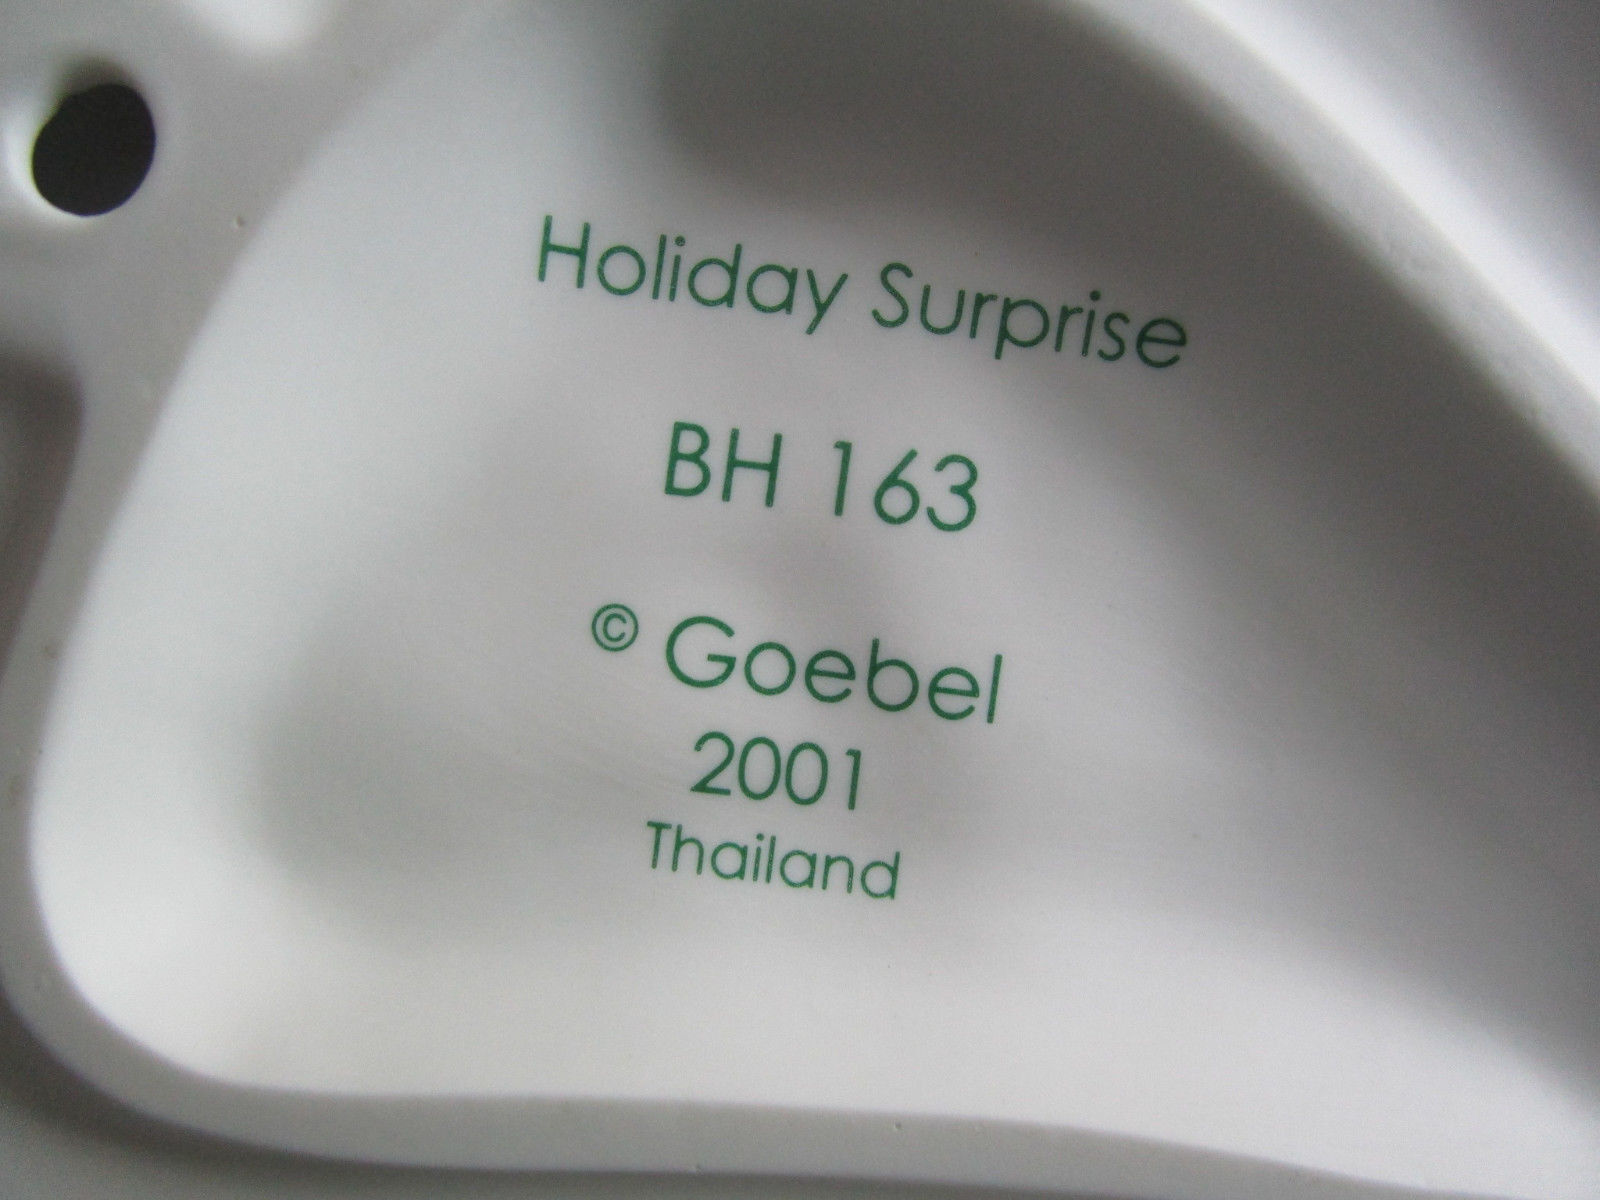 Holiday Surprise
BH 163
© Goebel
2001
Thailand